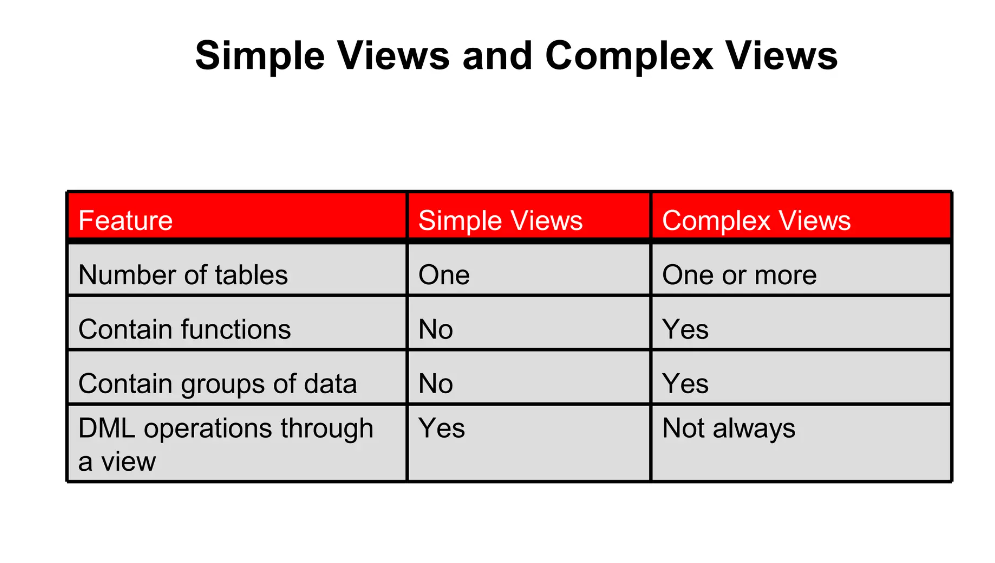 Simple Views and Complex Views
Feature Simple Views Complex Views
Number of tables One One or more
Contain functions No Yes
Contain groups of data No Yes
DML operations through Yes Not always
a view